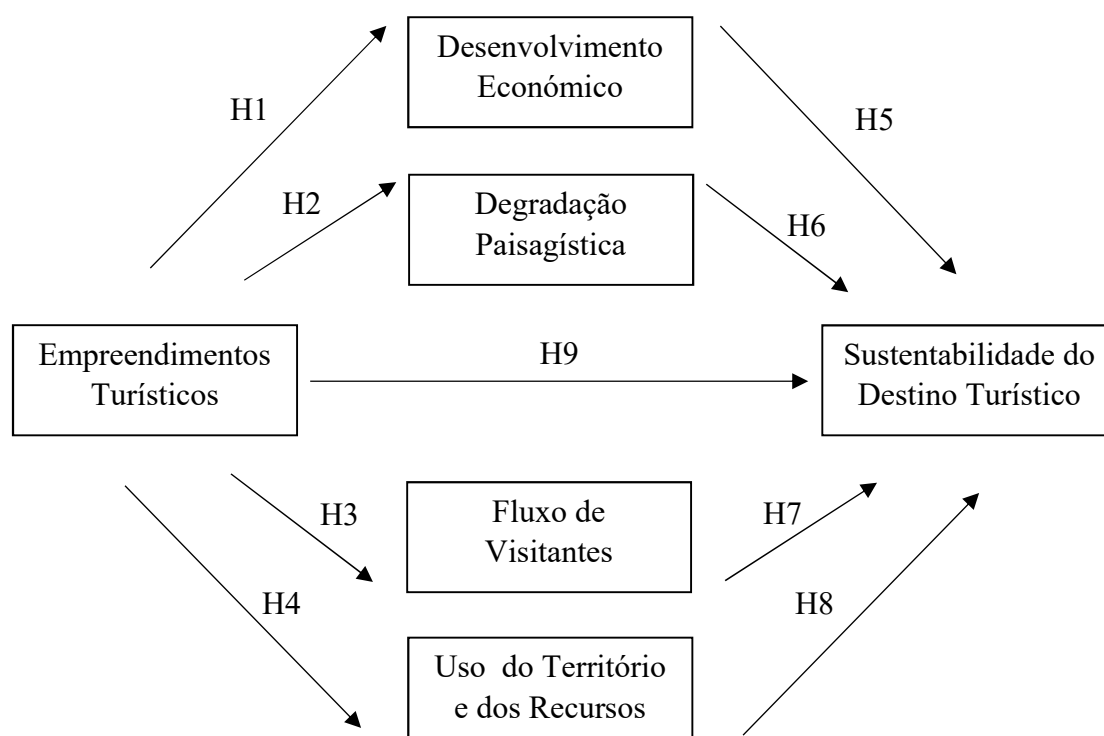 Desenvolvimento
Económico
H1
H5
Degradação
Paisagística
H2
H6
Empreendimentos
Turísticos
H9
Sustentabilidade do
Destino Turístico
Fluxo de
Visitantes
H3
H7
H4
H8
Uso do Território
e dos Recursos